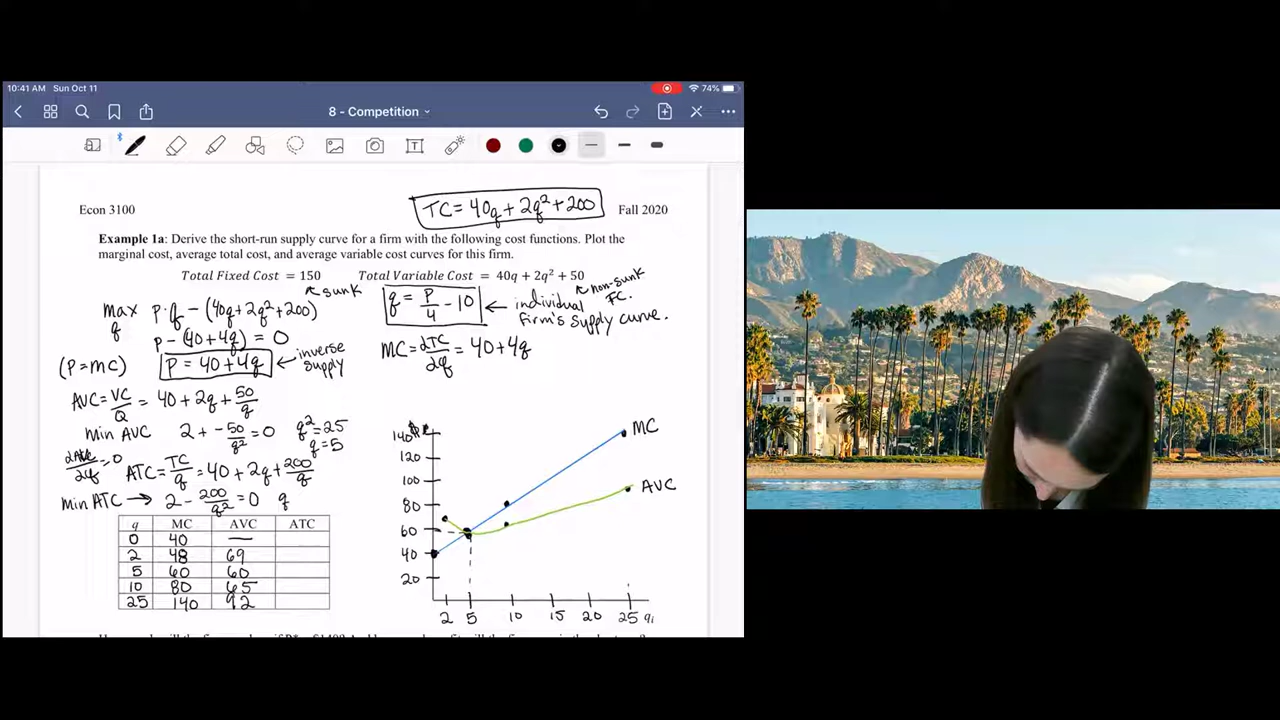 10:41 AM Sun Oct 11
74%
8 - Competition
Econ 3100
TC = 40q + 2q² + 200
Fall 2020
Example 1a: Derive the short-run supply curve for a firm with the following cost functions. Plot the
marginal cost, average total cost, and average variable cost curves for this firm.
Total Fixed Cost = 150 Total Variable Cost = 40q + 2q² + 50
sunk
non-sunk FC.
max q p·q - (40q + 2q² + 200)
P - (40 + 4q) = 0
(P = MC) P = 40 + 4q ← inverse supply
q = P/4 - 10 ← individual firm's supply curve.
MC = ∂TC/∂q = 40 + 4q
AVC = VC/Q = 40 + 2q + 50/q
min AVC 2 + -50/q² = 0 q² = 25
q = 5
∂AVC/∂q = 0 ATC = TC/q = 40 + 2q + 200/q
min ATC → 2 - 200/q² = 0 q
q MC AVC ATC
0 40 —
2 48 69
5 60 60
10 80 65
25 140 92
MC
AVC
140
120
100
80
60
40
20
2 5 10 15 20 25 q